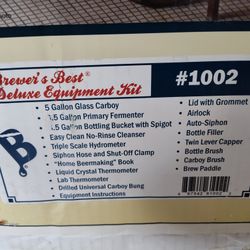 Brewer's Best®
Deluxe Equipment Kit
#1002
5 Gallon Glass Carboy
.5 Gallon Primary Fermenter
.5 Gallon Bottling Bucket with Spigot
Easy Clean No-Rinse Cleanser
Triple Scale Hydrometer
Siphon Hose and Shut-Off Clamp
"Home Beermaking" Book
Liquid Crystal Thermometer
Lab Thermometer
Drilled Universal Carboy Bung
Equipment Instructions
Lid with Grommet
Airlock
Auto-Siphon
Bottle Filler
Twin Lever Capper
Bottle Brush
Carboy Brush
Brew Paddle
B